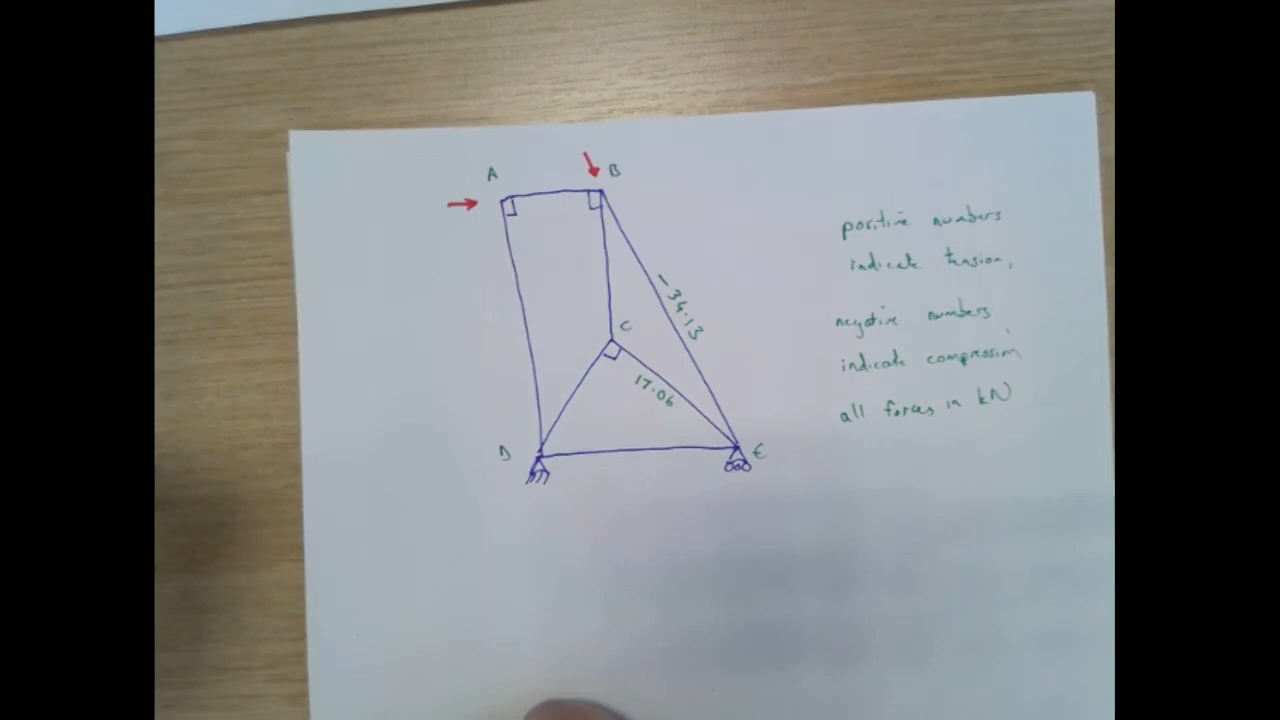 A
B
-34.13
C
17.06
D
E
positive numbers
indicate tension,
negative numbers,
indicate compression
all forces in kN